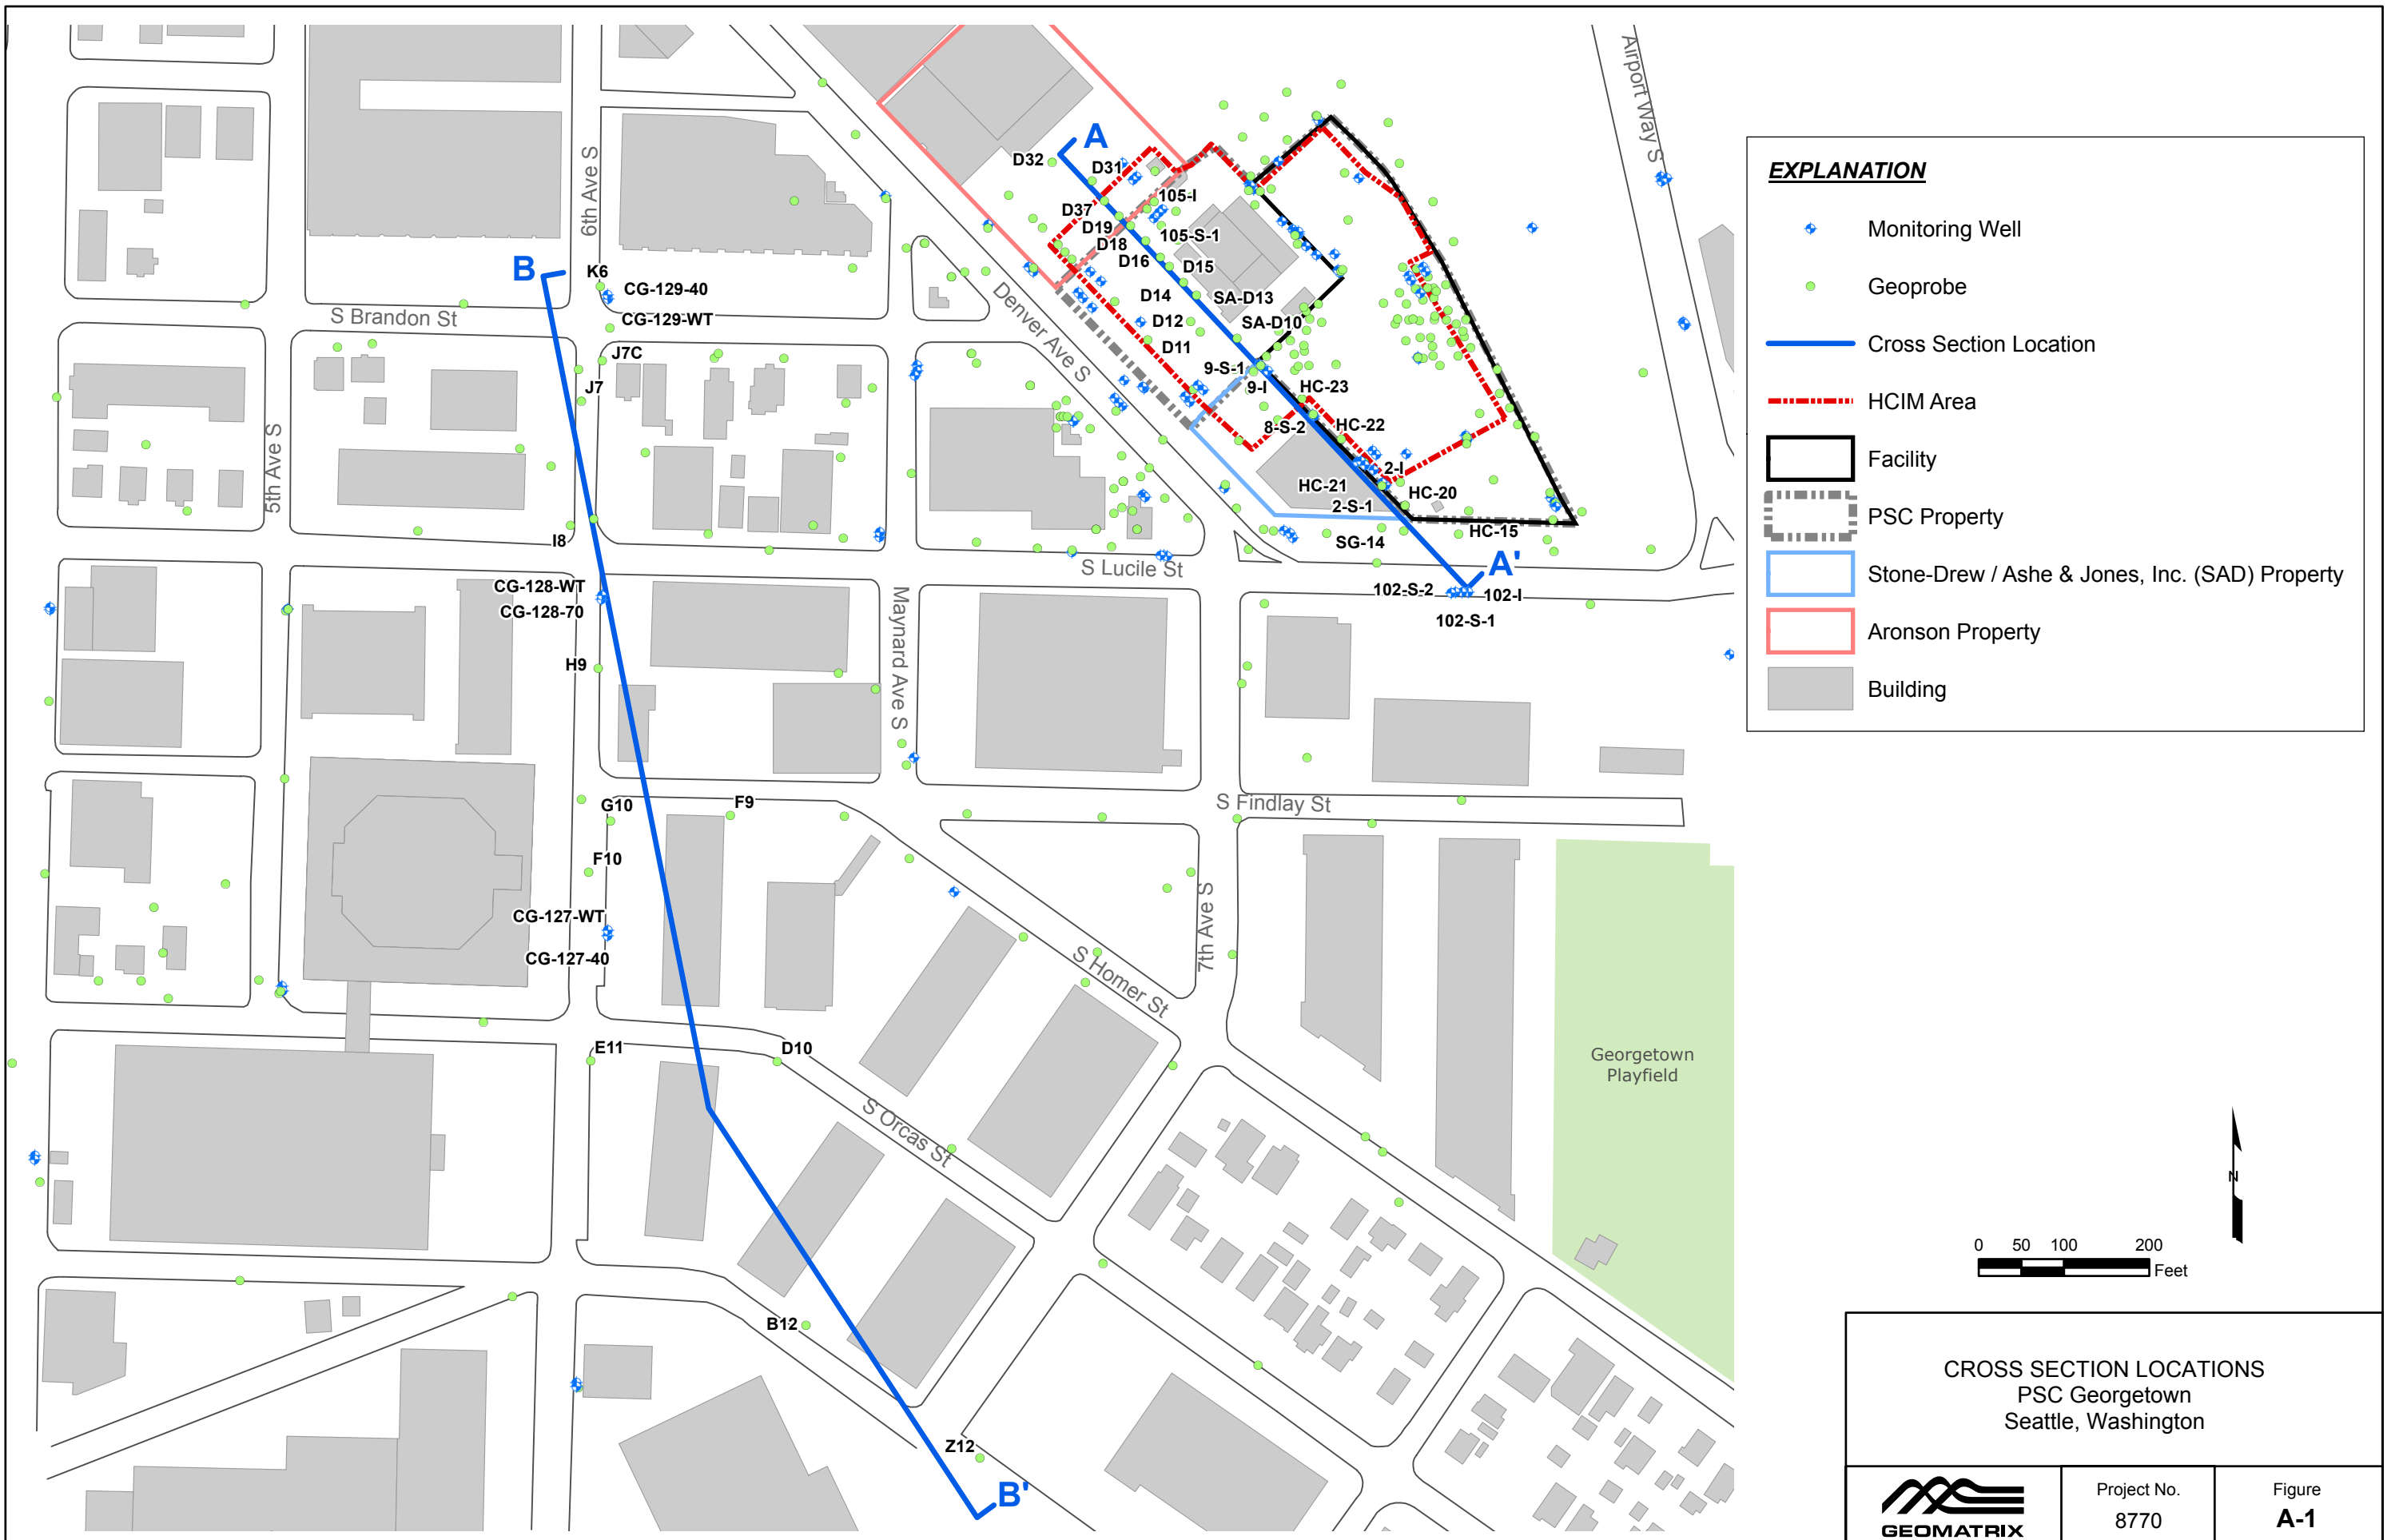 A
D32
D31
105-I
D37
D19
105-S-1
D18
D16
D15
D14
SA-D13
D12
SA-D10
D11
9-S-1
9-I
HC-23
8-S-2
HC-22
2-I
HC-21
HC-20
2-S-1
HC-15
SG-14
A'
102-S-2
102-I
102-S-1
Airport Way S
6th Ave S
B
K6
CG-129-40
CG-129-WT
S Brandon St
Denver Ave S
J7C
J7
5th Ave S
I8
S Lucile St
CG-128-WT
CG-128-70
Maynard Ave S
H9
G10
F9
S Findlay St
F10
CG-127-WT
CG-127-40
7th Ave S
S Homer St
E11
D10
S Orcas St
Georgetown
Playfield
B12
Z12
B'
EXPLANATION
Monitoring Well
Geoprobe
Cross Section Location
HCIM Area
Facility
PSC Property
Stone-Drew / Ashe & Jones, Inc. (SAD) Property
Aronson Property
Building
N
0 50 100 200
Feet
CROSS SECTION LOCATIONS
PSC Georgetown
Seattle, Washington
GEOMATRIX
Project No.
8770
Figure
A-1